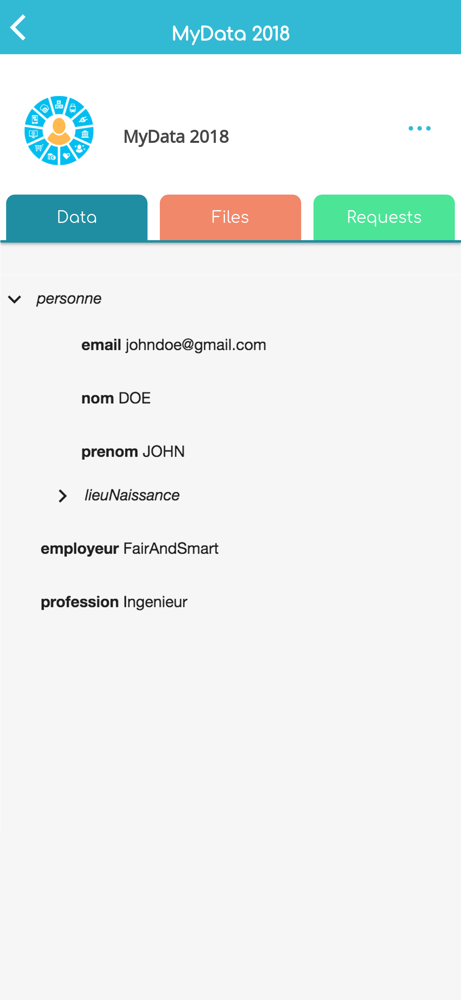 MyData 2018
MyData 2018
Data
Files
Requests
personne
email johndoe@gmail.com
nom DOE
prenom JOHN
lieuNaissance
employeur FairAndSmart
profession Ingenieur